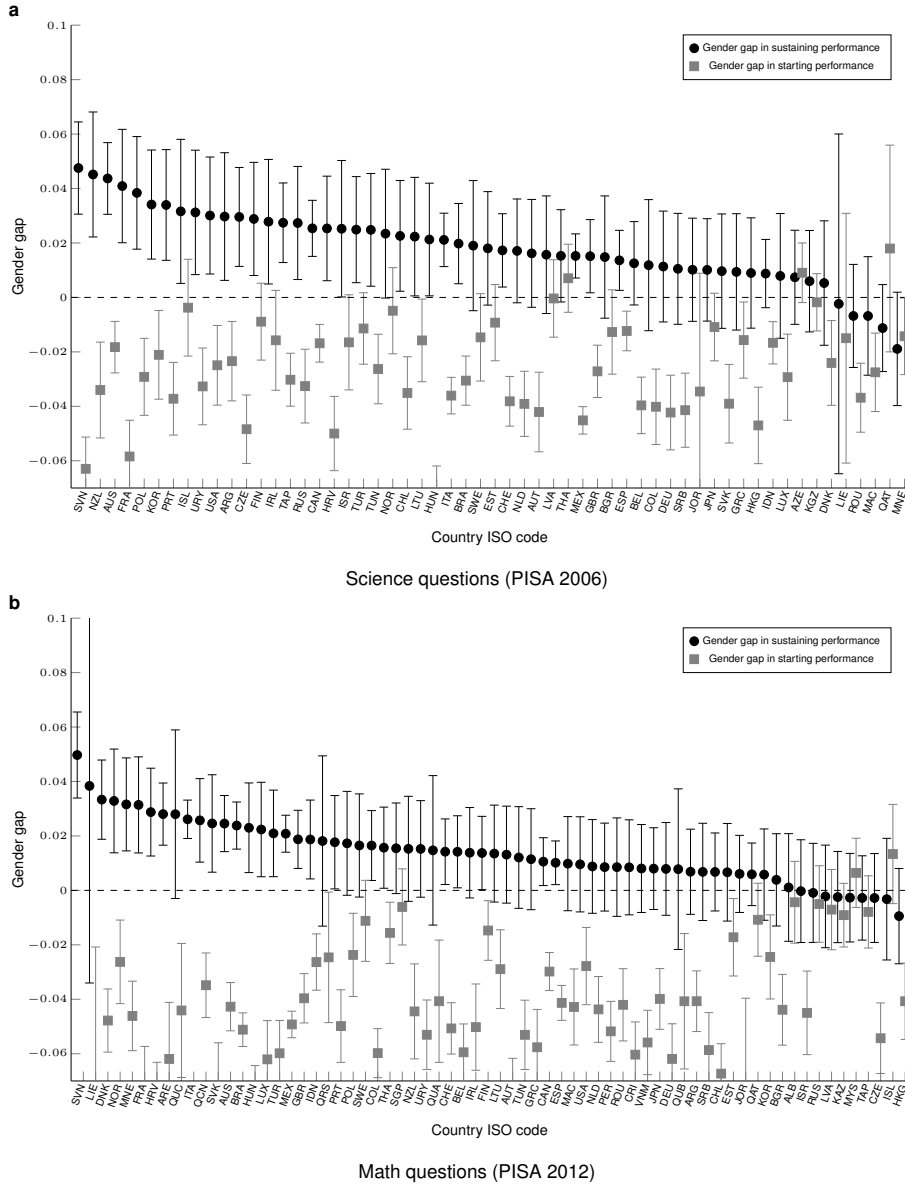 a
0.1
Gender gap in sustaining performance
Gender gap in starting performance
0.08
0.06
0.04
0.02
0
−0.02
−0.04
−0.06
Gender gap
SVN NZL AUS FRA POL KOR PRT ISL URY USA ARG CZE FIN IRL TAP RUS CAN HRV ISR TUR TUN NOR CHL LTU HUN ITA BRA SWE EST CHE NLD AUT LVA THA MEX GBR BGR ESP BEL COL DEU SRB JOR JPN SVK GRC HKG IDN LUX AZE KGZ DNK LIE ROU MAC QAT MNE
Country ISO code
Science questions (PISA 2006)
b
0.1
Gender gap in sustaining performance
Gender gap in starting performance
0.08
0.06
0.04
0.02
0
−0.02
−0.04
−0.06
Gender gap
SVN LIE DNK NOR MNE FRA HRV ARE QUC ITA QCN SVK AUS BRA HUN LUX TUR MEX GBR IDN QRS PRT POL SWE COL THA SGP NZL URY QUA CHE BEL IRL FIN LTU AUT TUN GRC CAN ESP MAC USA NLD PER ROU CRI VNM JPN DEU QUB ARG SRB CHL EST JOR QAT KOR BGR ALB ISR RUS LVA KAZ MYS TAP CZE ISL HKG
Country ISO code
Math questions (PISA 2012)